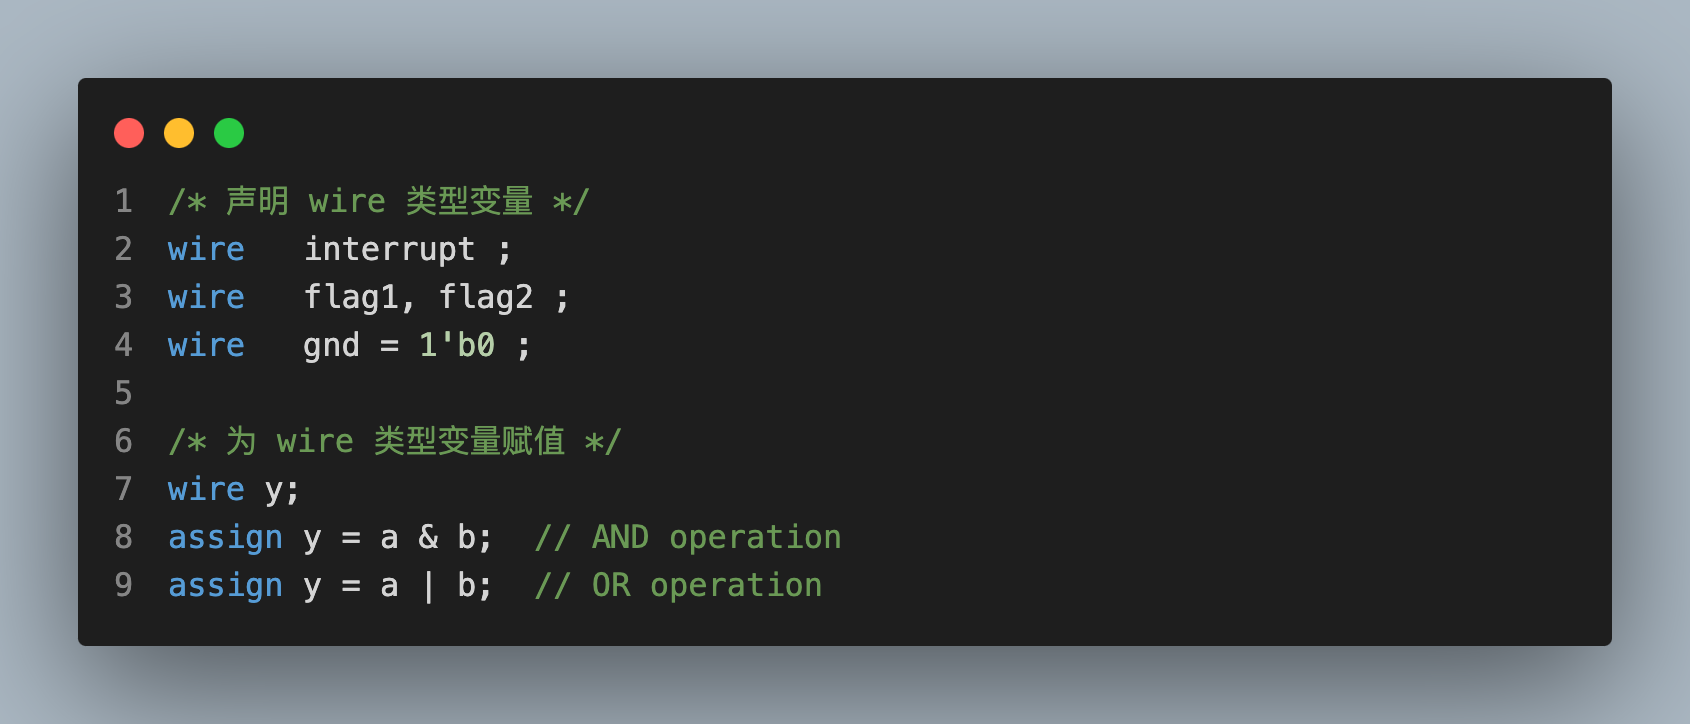 1 /* 声明 wire 类型变量 */
2 wire   interrupt ;
3 wire   flag1, flag2 ;
4 wire   gnd = 1'b0 ;
5
6 /* 为 wire 类型变量赋值 */
7 wire y;
8 assign y = a & b;  // AND operation
9 assign y = a | b;  // OR operation